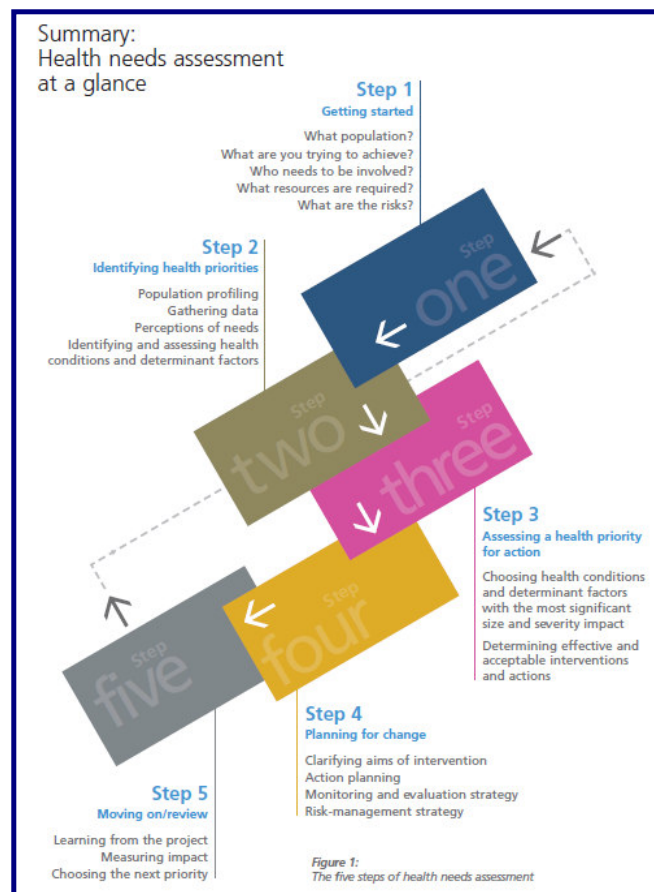 Summary:
Health needs assessment
at a glance
Step 1
Getting started
What population?
What are you trying to achieve?
Who needs to be involved?
What resources are required?
What are the risks?
Step
one
Step 2
Identifying health priorities
Population profiling
Gathering data
Perceptions of needs
Identifying and assessing health
conditions and determinant factors
Step
two
Step
three
Step 3
Assessing a health priority
for action
Choosing health conditions
and determinant factors
with the most significant
size and severity impact
Determining effective and
acceptable interventions
and actions
Step
four
Step
five
Step 4
Planning for change
Clarifying aims of intervention
Action planning
Monitoring and evaluation strategy
Risk-management strategy
Step 5
Moving on/review
Learning from the project
Measuring impact
Choosing the next priority
Figure 1:
The five steps of health needs assessment